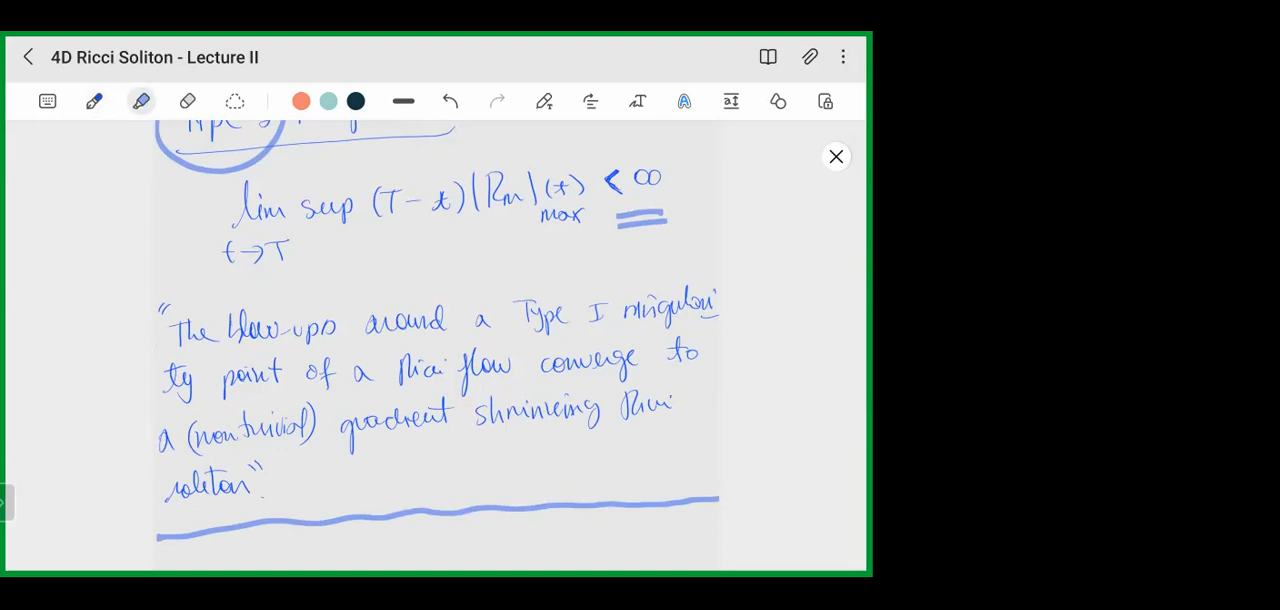 4D Ricci Soliton - Lecture II
Type I
lim sup (T-t)|Rm|(t) < ∞
max
t→T
"The blow-ups around a Type I singulari
ty point of a Ricci flow converge to
a (nontrivial) gradient shrinking Ricci
soliton".